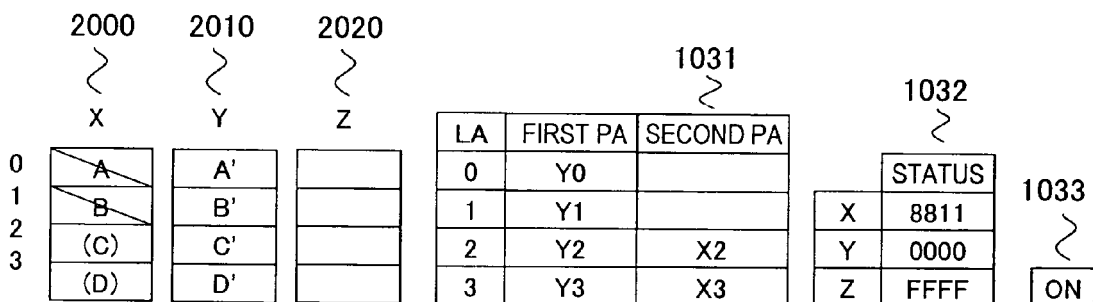 2000 2010 2020
1031
1032
X Y Z
LA FIRST PA SECOND PA
0 A A' 0 Y0 STATUS
1033
1 B B' 1 Y1 X 8811
2 (C) C' 2 Y2 X2 Y 0000
3 (D) D' 3 Y3 X3 Z FFFF ON